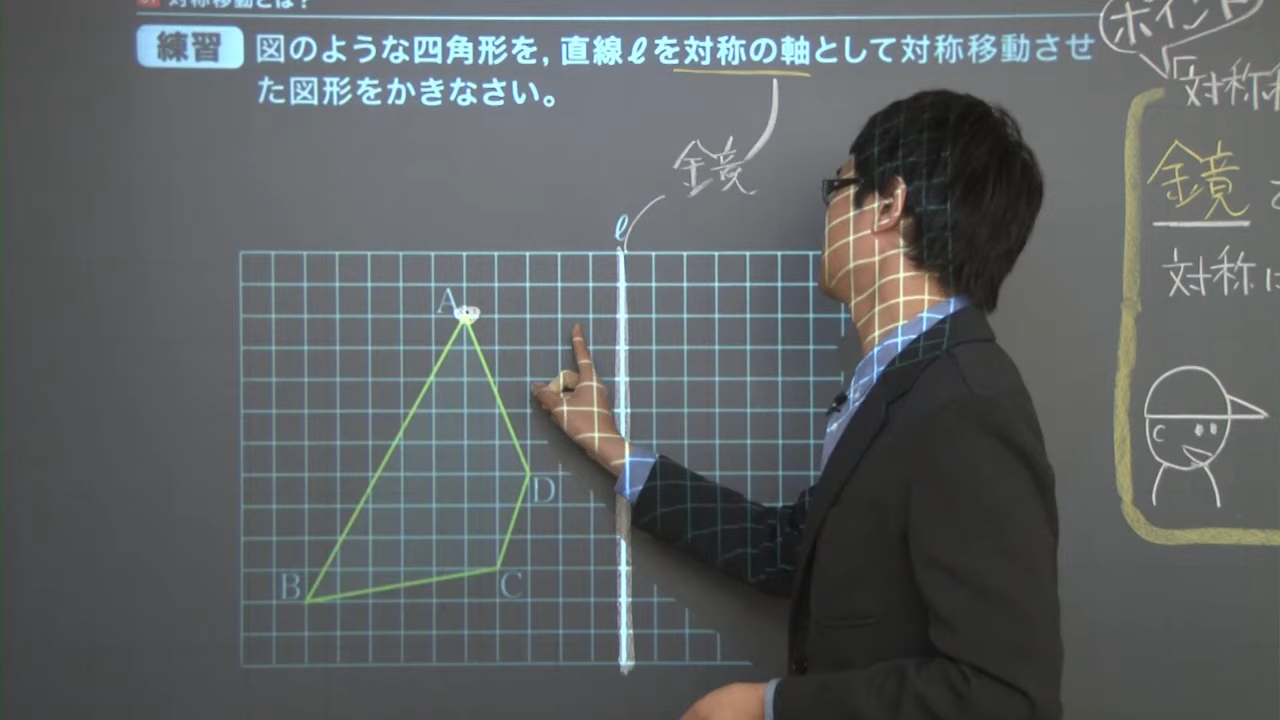 対称移動とは？
練習 図のような四角形を，直線ℓを対称の軸として対称移動させ
た図形をかきなさい。
ポイント
「対称移
鏡
鏡
対称に
ℓ
A
D
B
C